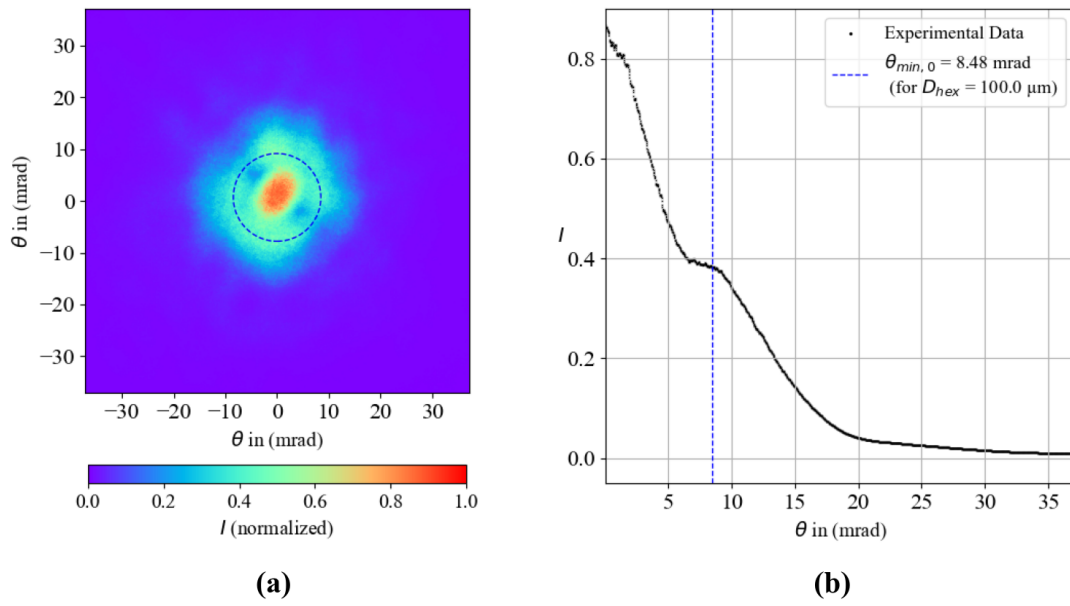 30
20
10
0
−10
−20
−30
θ in (mrad)
−30 −20 −10 0 10 20 30
θ in (mrad)
0.0 0.2 0.4 0.6 0.8 1.0
I (normalized)
(a)
Experimental Data
θmin, 0 = 8.48 mrad
(for Dhex = 100.0 μm)
0.8
0.6
0.4
0.2
0.0
I
5 10 15 20 25 30 35
θ in (mrad)
(b)